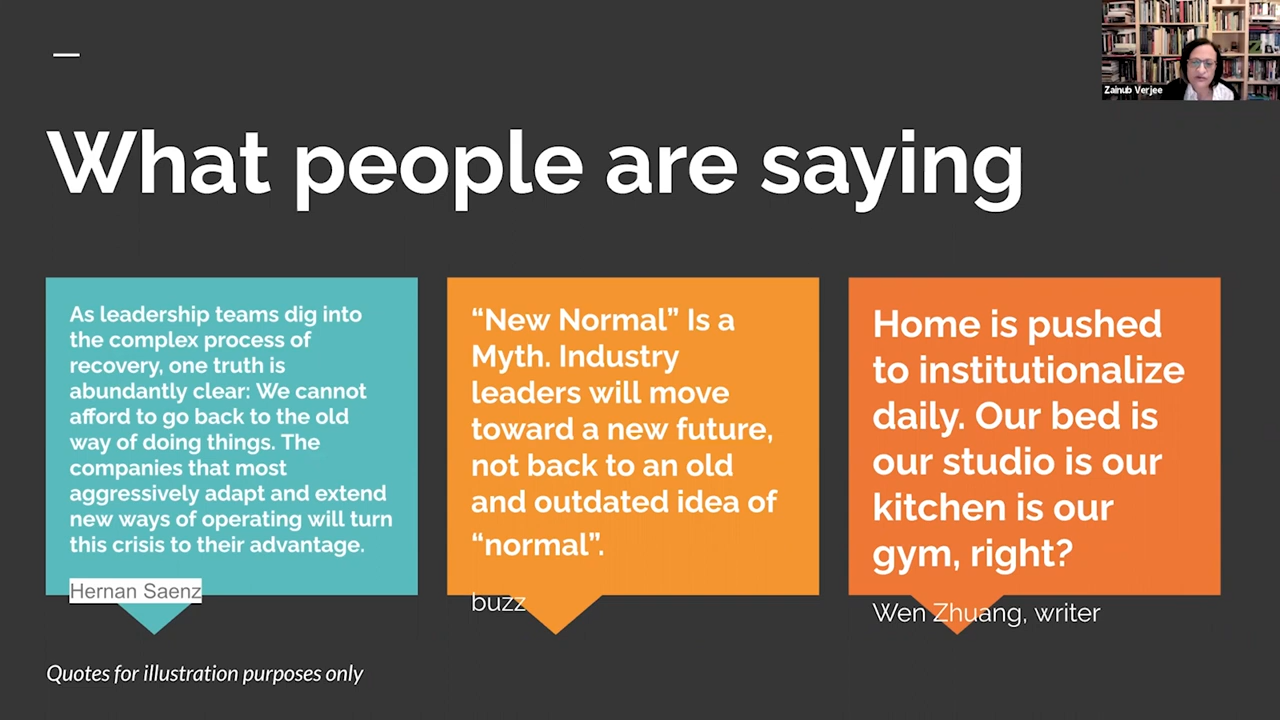 Zainub Verjee
What people are saying
As leadership teams dig into
the complex process of
recovery, one truth is
abundantly clear: We cannot
afford to go back to the old
way of doing things. The
companies that most
aggressively adapt and extend
new ways of operating will turn
this crisis to their advantage.
Hernan Saenz
“New Normal” Is a
Myth. Industry
leaders will move
toward a new future,
not back to an old
and outdated idea of
“normal”.
buzz
Home is pushed
to institutionalize
daily. Our bed is
our studio is our
kitchen is our
gym, right?
Wen Zhuang, writer
Quotes for illustration purposes only